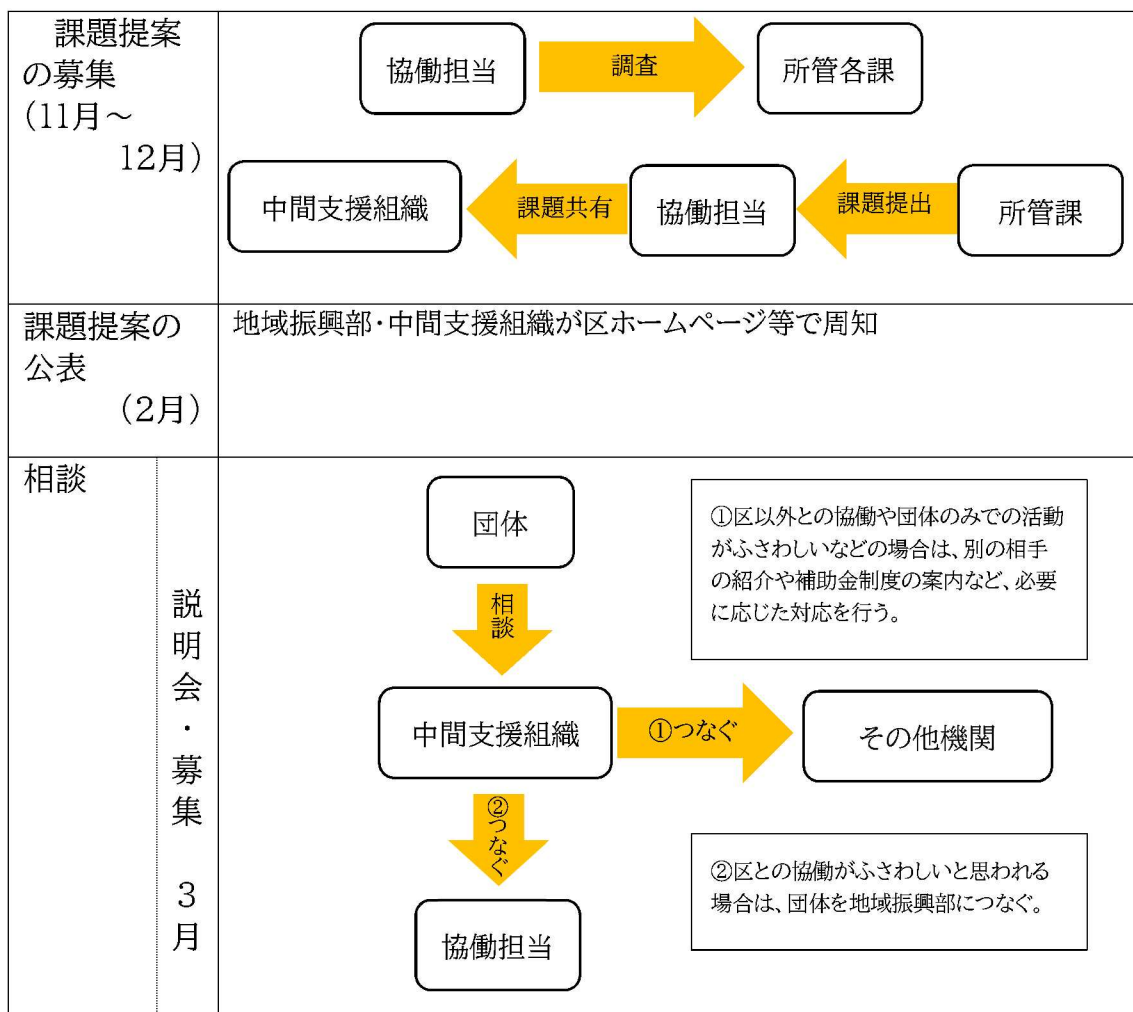 課題提案
の募集
(11月～
12月)
協働担当
調査
所管各課
中間支援組織
課題共有
協働担当
課題提出
所管課
課題提案の
公表
(2月)
地域振興部・中間支援組織が区ホームページ等で周知
相談
説明会・募集 3月
団体
相談
中間支援組織
①つなぐ
その他機関
②つなぐ
協働担当
①区以外との協働や団体のみでの活動
がふさわしいなどの場合は、別の相手
の紹介や補助金制度の案内など、必要
に応じた対応を行う。
②区との協働がふさわしいと思われる
場合は、団体を地域振興部につなぐ。